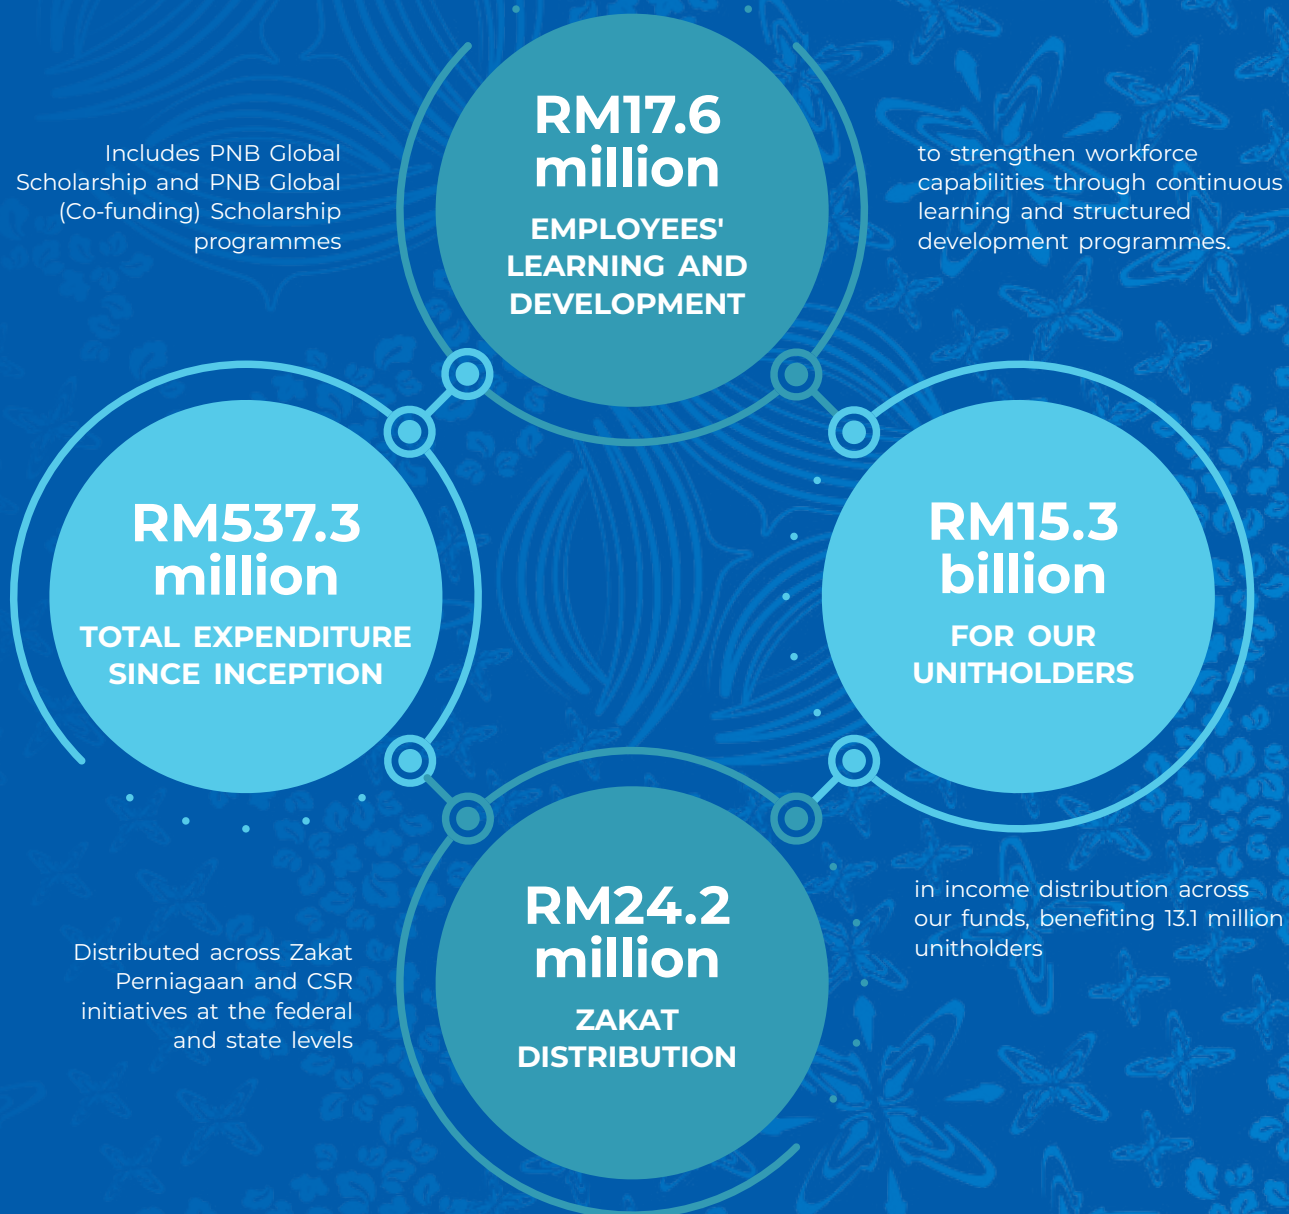 RM17.6
million
EMPLOYEES'
LEARNING AND
DEVELOPMENT
to strengthen workforce
capabilities through continuous
learning and structured
development programmes.
Includes PNB Global
Scholarship and PNB Global
(Co-funding) Scholarship
programmes
RM537.3
million
TOTAL EXPENDITURE
SINCE INCEPTION
RM15.3
billion
FOR OUR
UNITHOLDERS
in income distribution across
our funds, benefiting 13.1 million
unitholders
RM24.2
million
ZAKAT
DISTRIBUTION
Distributed across Zakat
Perniagaan and CSR
initiatives at the federal
and state levels